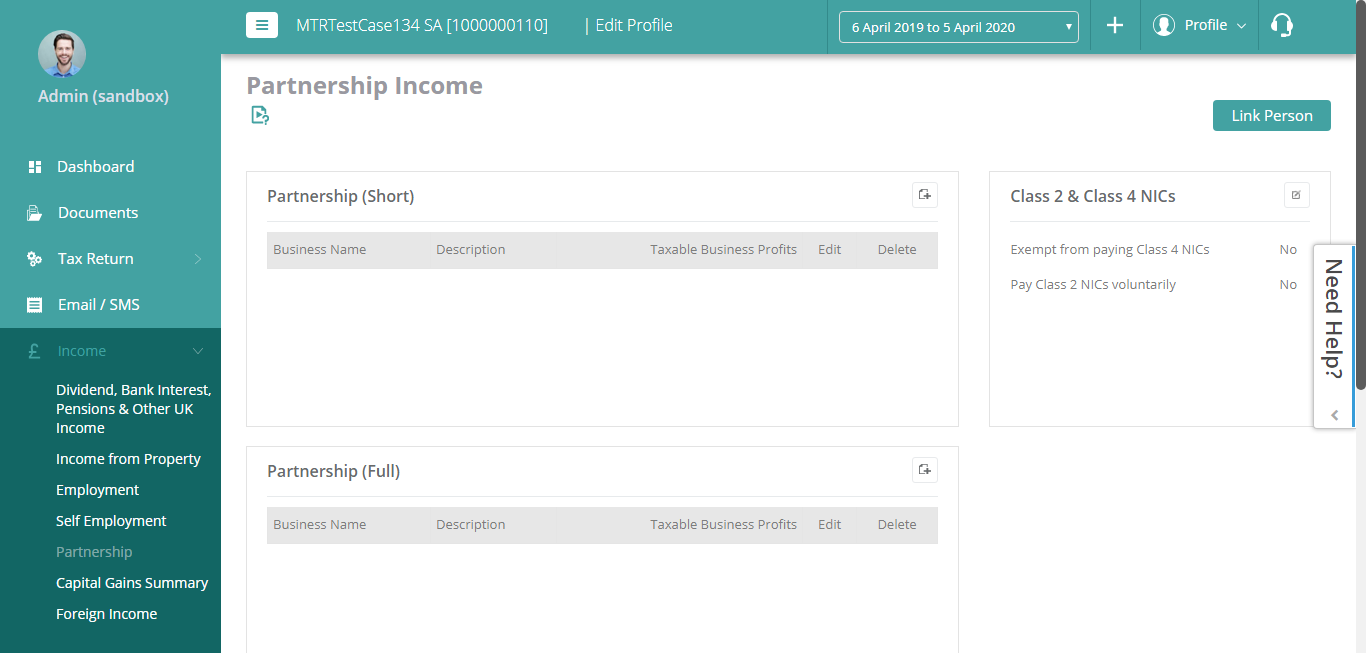 MTRTestCase134 SA [1000000110] | Edit Profile
6 April 2019 to 5 April 2020
Profile
Admin (sandbox)
Dashboard
Documents
Tax Return
Email / SMS
£ Income
Dividend, Bank Interest,
Pensions & Other UK
Income
Income from Property
Employment
Self Employment
Partnership
Capital Gains Summary
Foreign Income
Partnership Income
Link Person
Partnership (Short)
Business Name Description Taxable Business Profits Edit Delete
Class 2 & Class 4 NICs
Exempt from paying Class 4 NICs No
Pay Class 2 NICs voluntarily No
Need Help?
Partnership (Full)
Business Name Description Taxable Business Profits Edit Delete